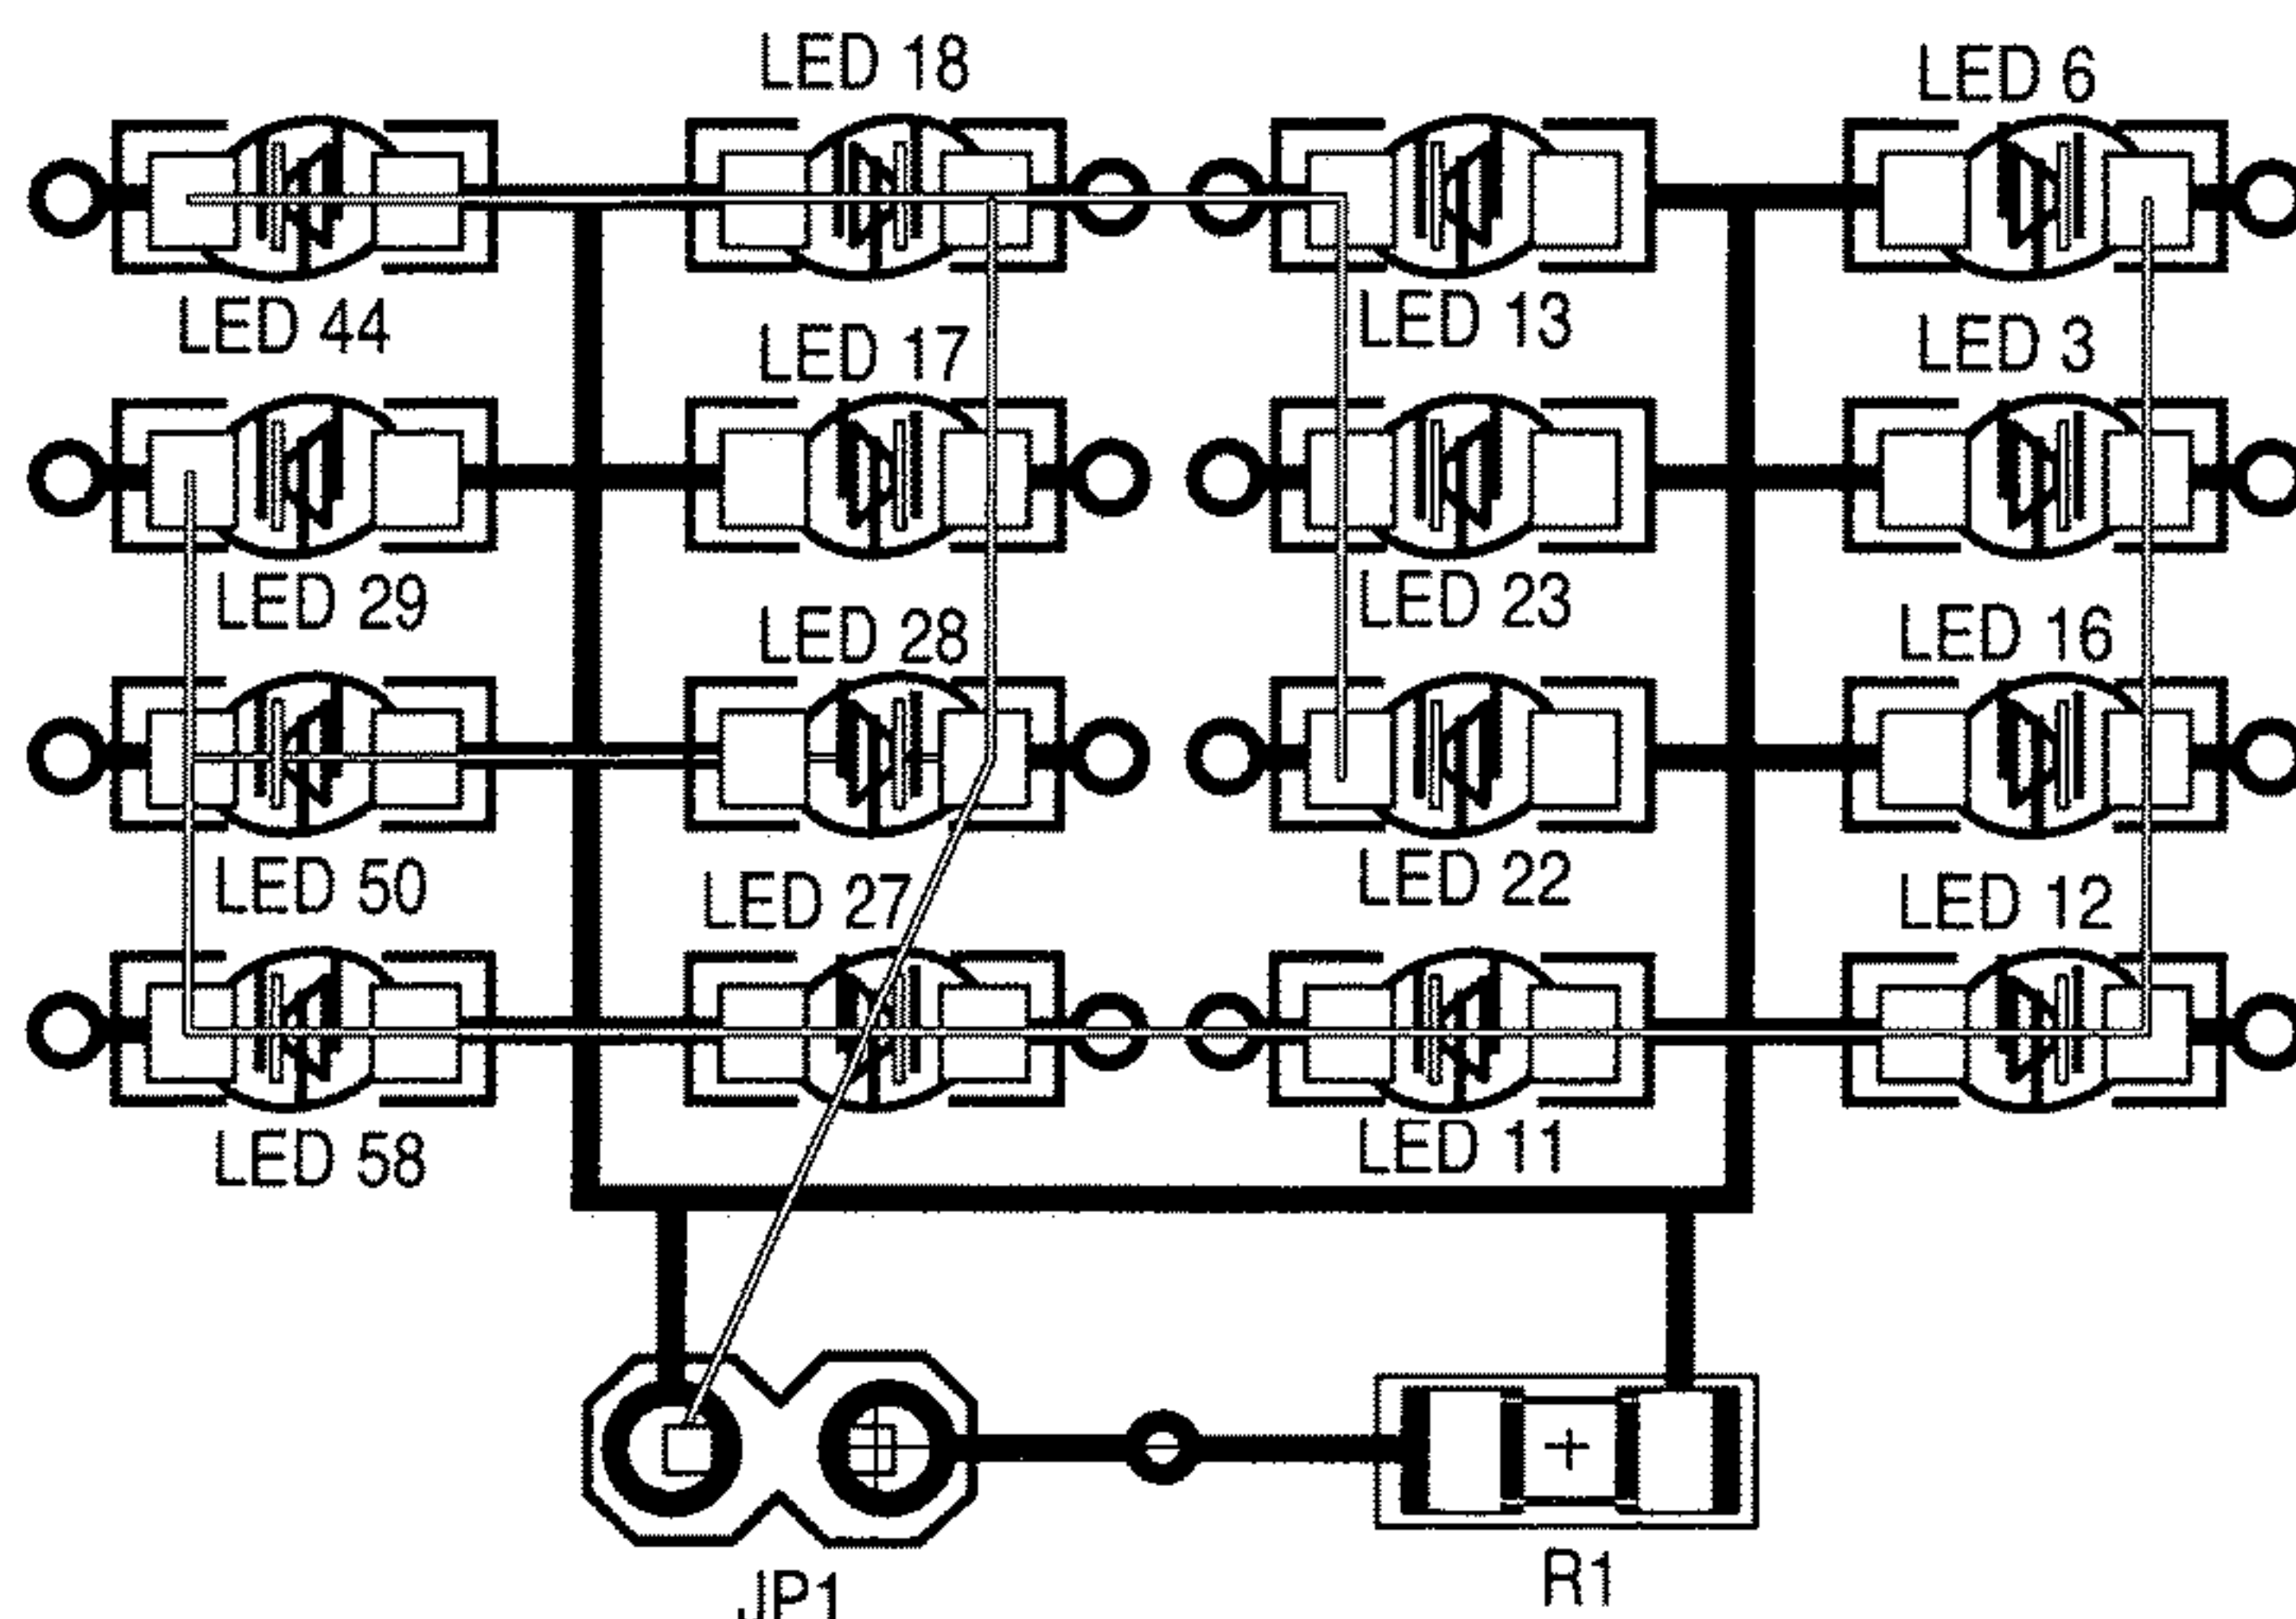 LED 18
LED 6
LED 44
LED 17
LED 13
LED 3
LED 29
LED 28
LED 23
LED 16
LED 50
LED 27
LED 22
LED 12
LED 58
LED 11
JP1
R1